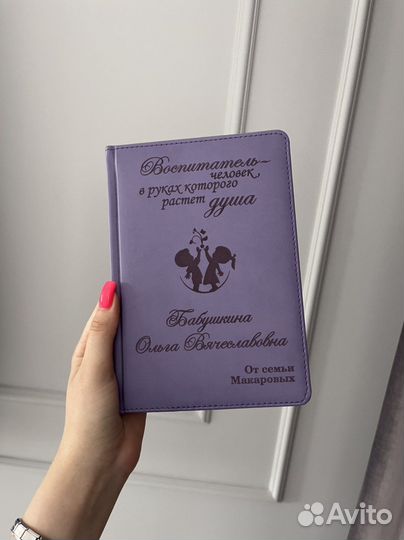 Воспитатель –
человек,
в руках которого
растет душа
Бабушкина
Ольга Вячеславовна
От семьи
Макаровых
Avito